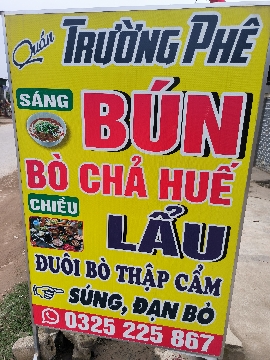 Quán TRƯỜNG PHÊ
SÁNG
BÚN
BÒ CHẢ HUẾ
CHIỀU
LẨU
ĐUÔI BÒ THẬP CẨM
SÚNG, ĐẠN BÒ
0325 225 867